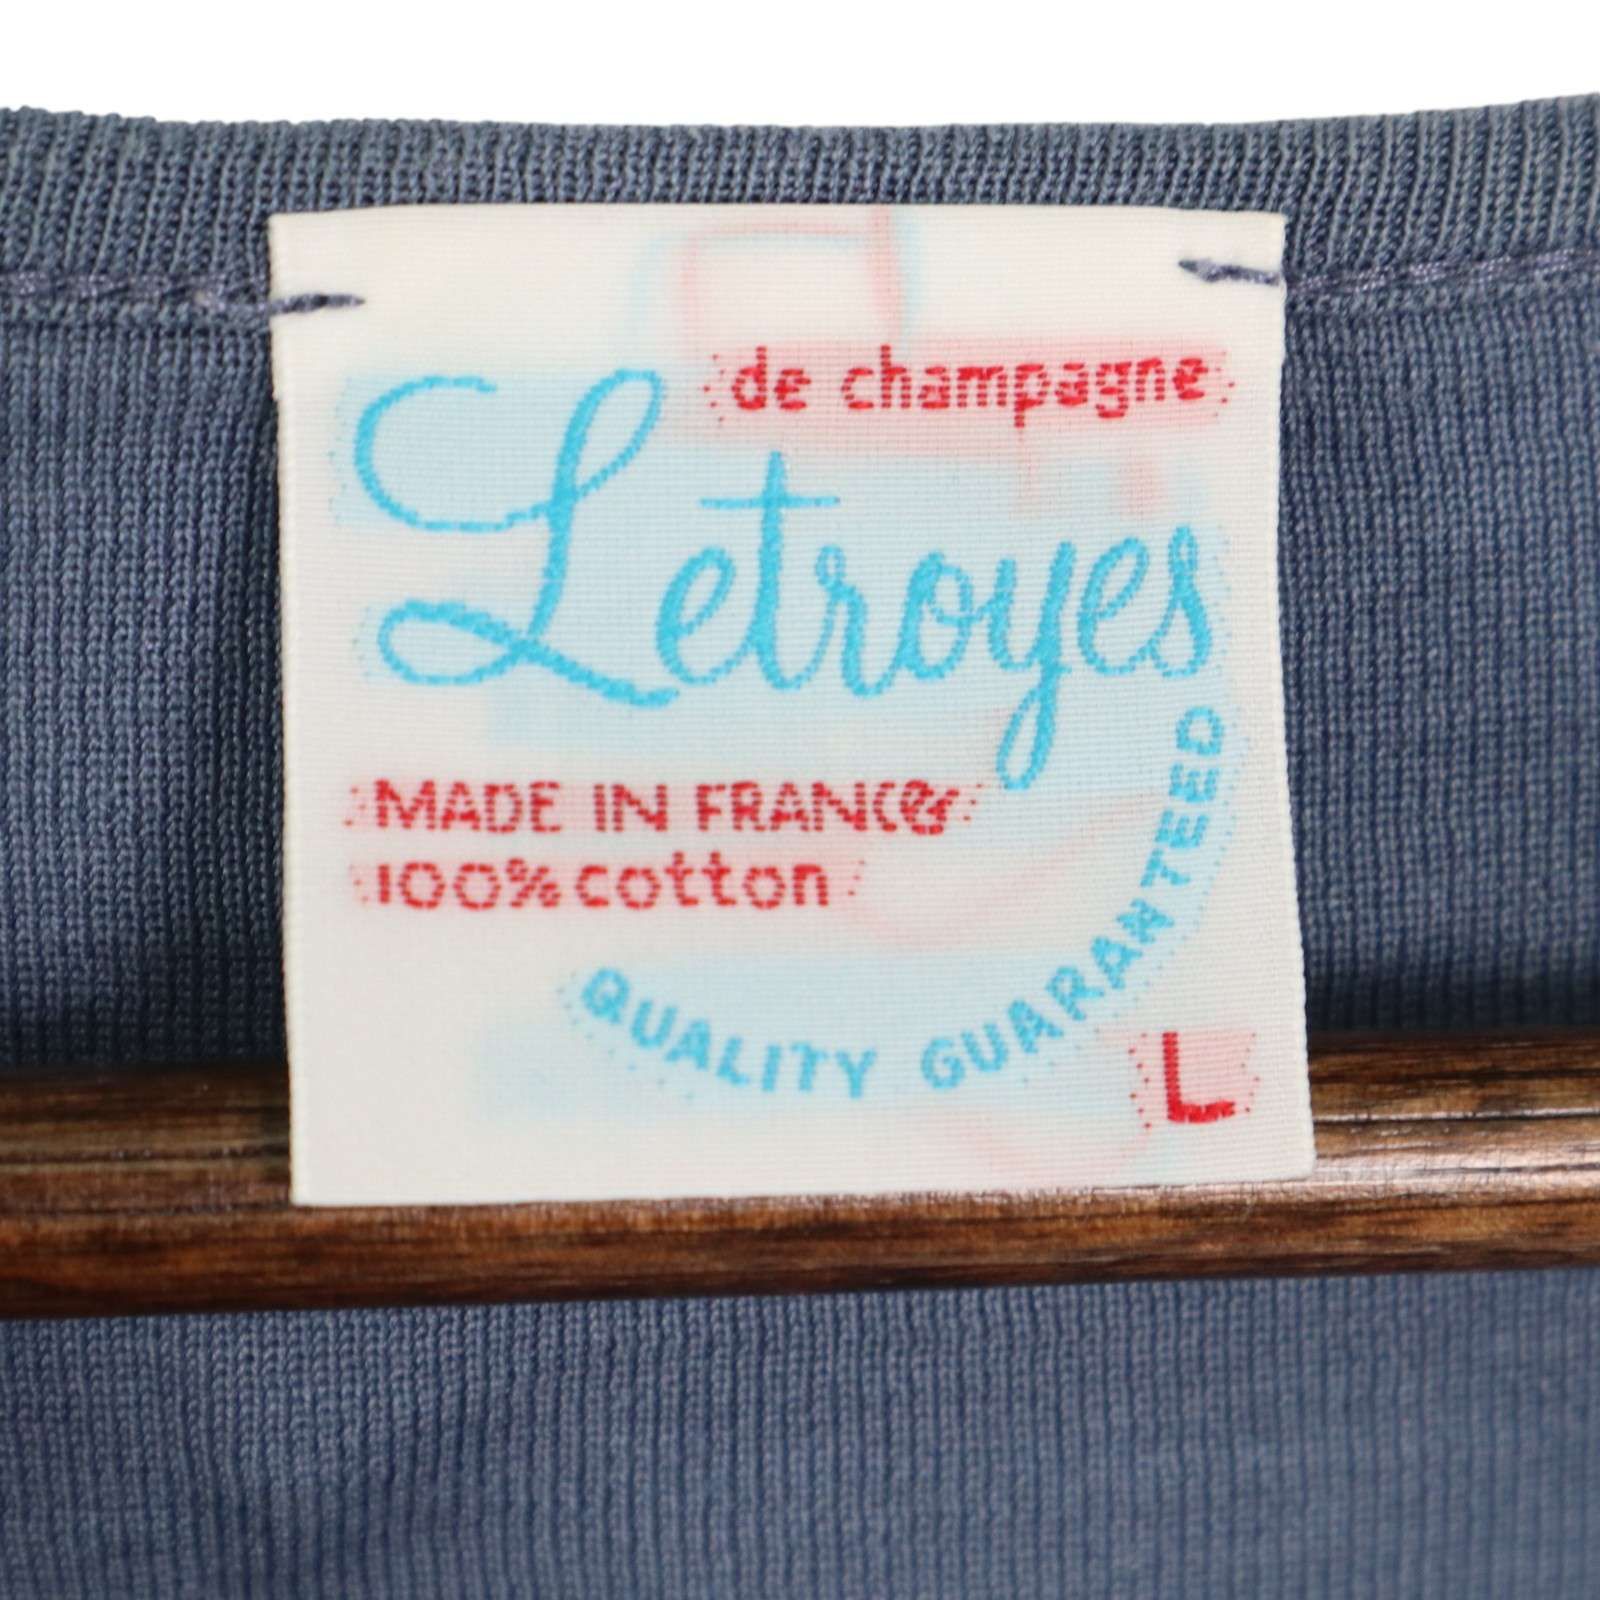 de champagne
Letroyes
MADE IN FRANCE
100% cotton
QUALITY GUARANTEED
L